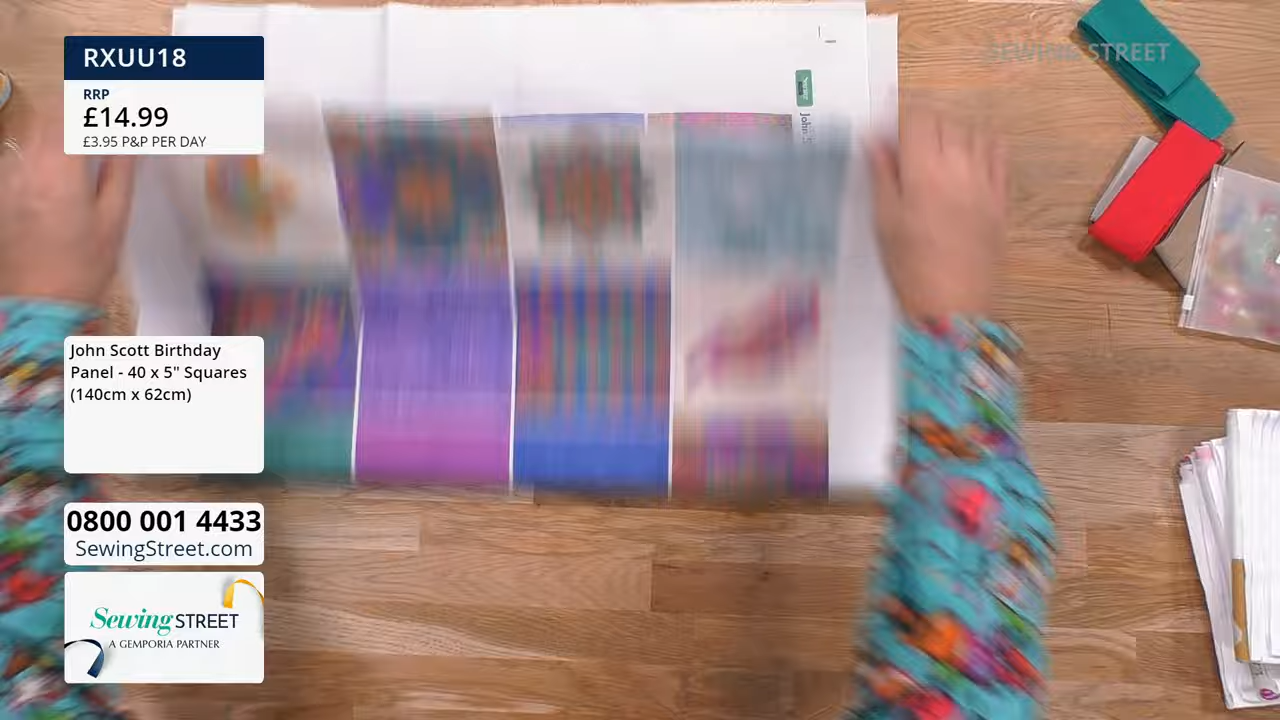 RXUU18
RRP
£14.99
£3.95 P&P PER DAY
SEWING STREET
John
John Scott Birthday
Panel - 40 x 5" Squares
(140cm x 62cm)
0800 001 4433
SewingStreet.com
Sewing STREET
A GEMPORIA PARTNER